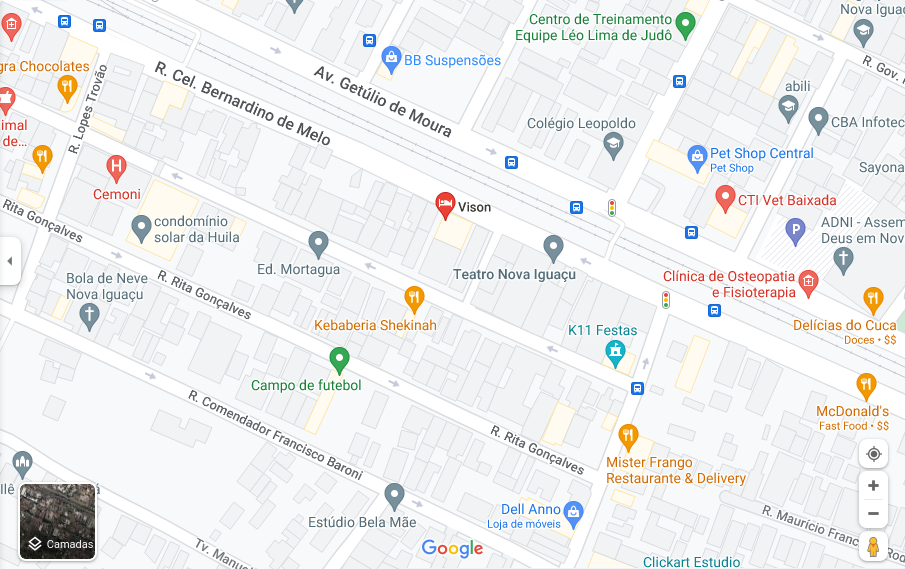 Centro de Treinamento
Equipe Léo Lima de Judô
Nova Iguaçu
R. Gov.
gra Chocolates
BB Suspensões
R. Lopes Trovão
R. Cel. Bernardino de Melo
Av. Getúlio de Moura
abili
Colégio Leopoldo
CBA Infotec
imal
de...
Pet Shop Central
Pet Shop
Sayona
H
Cemoni
CTI Vet Baixada
Vison
Rita Gonçalves
condomínio
solar da Huila
P
ADNI - Assem
Deus em Nov
Ed. Mortagua
Teatro Nova Iguaçu
Bola de Neve
Nova Iguaçu
R. Rita Gonçalves
Clínica de Osteopatia
e Fisioterapia
Kebaberia Shekinah
K11 Festas
Delícias do Cuca
Doces • $$
Campo de futebol
McDonald's
Fast Food • $$
R. Comendador Francisco Baroni
R. Rita Gonçalves
Mister Frango
Restaurante & Delivery
llê
á
Estúdio Bela Mãe
Dell Anno
Loja de móveis
R. Maurício Franc
Rod
Camadas
Tv. Manue
Google
Clickart Estudio